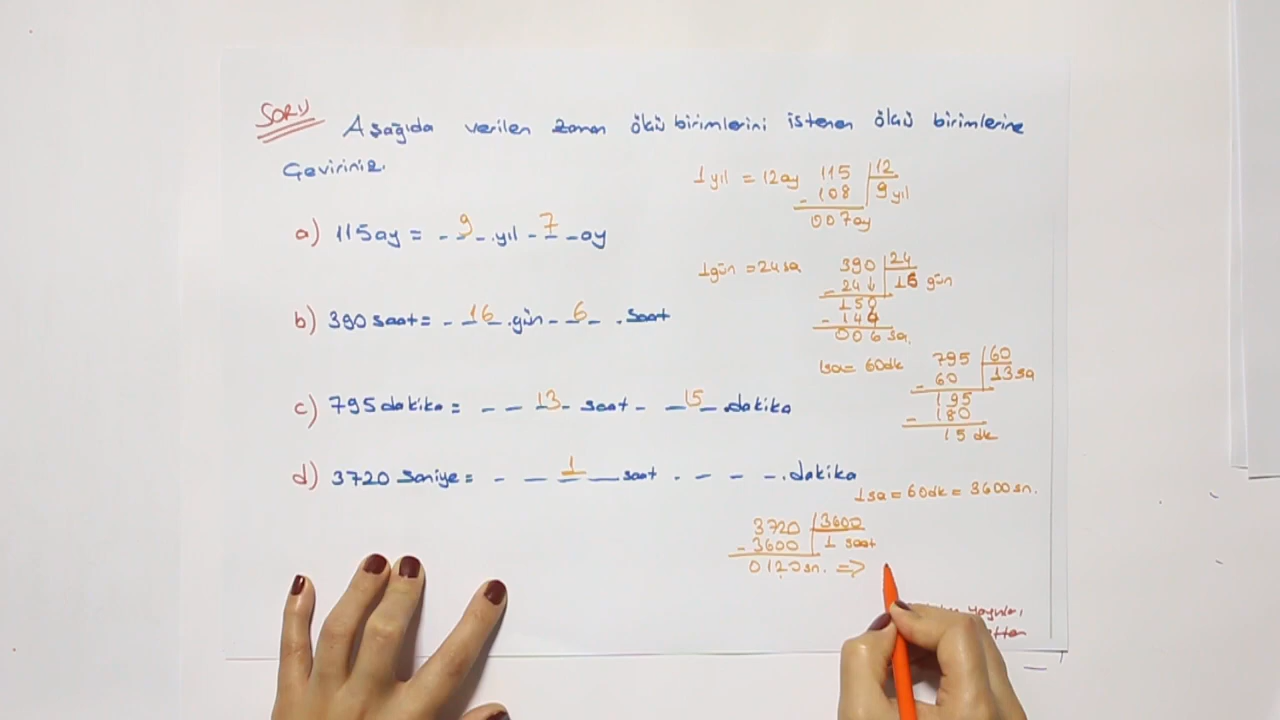 SORU
Aşağıda verilen zaman ölçü birimlerini istenen ölçü birimlerine
Çeviriniz.
a) 115 ay = - 9 - .yıl - 7 - ay
b) 390 saat = - 16 - .gün - 6 - .saat
c) 795 dakika = - - 13 - saat - - 15 - .dakika
d) 3720 Saniye = - - 1 - saat . - - - .dakika
1 yıl = 12 ay
115 12
- 108 9 yıl
007 ay
1 gün = 24 sa
390 24
- 24↓ 16 gün
150
- 144
006 sa.
1 sa = 60 dk
795 60
- 60 13 sa
195
- 180
15 dk
1 sa = 60 dk = 3600 sn.
3720 3600
- 3600 1 saat
0120 sn. =>